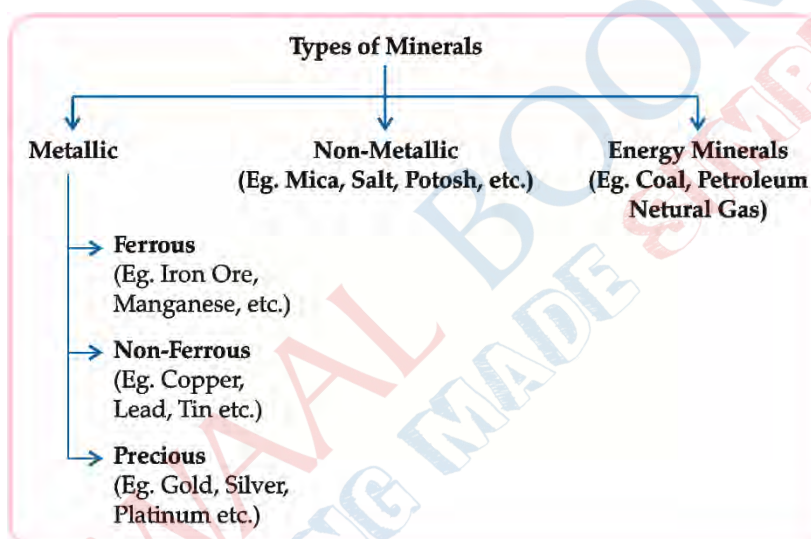 Types of Minerals
Metallic
Non-Metallic
(Eg. Mica, Salt, Potosh, etc.)
Energy Minerals
(Eg. Coal, Petroleum
Netural Gas)
Ferrous
(Eg. Iron Ore,
Manganese, etc.)
Non-Ferrous
(Eg. Copper,
Lead, Tin etc.)
Precious
(Eg. Gold, Silver,
Platinum etc.)